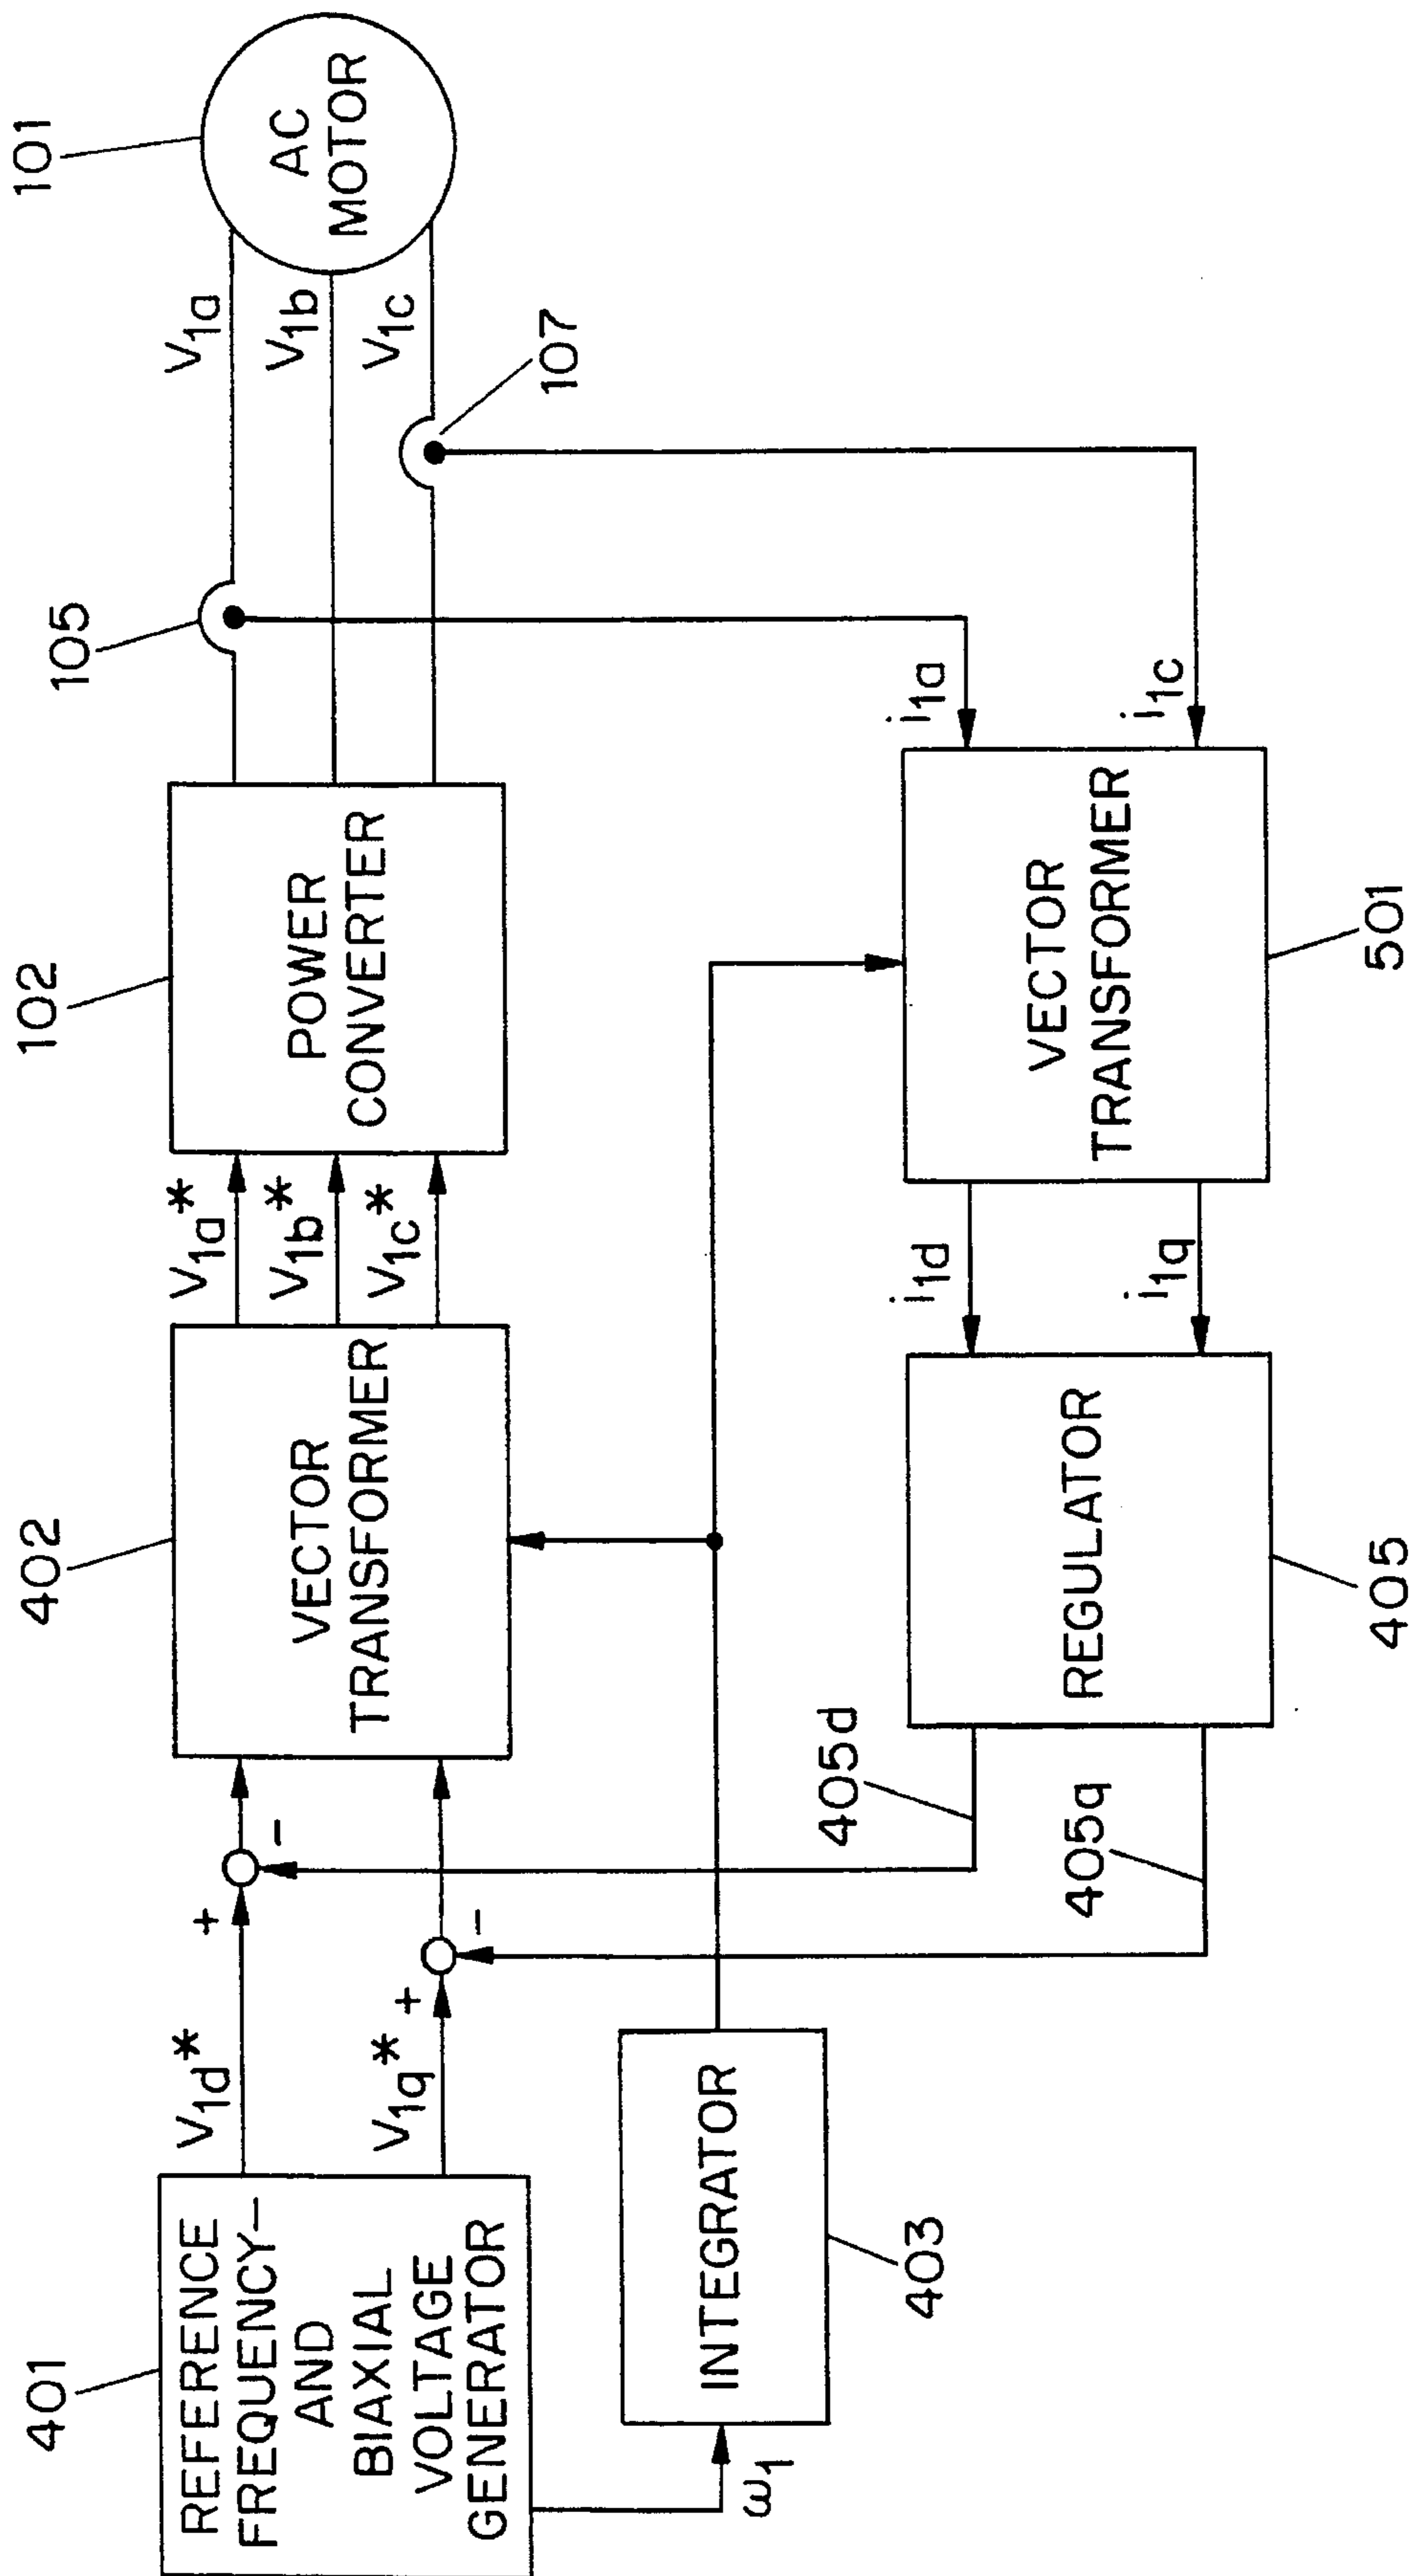 401
REFERENCE
FREQUENCY-
AND
BIAXIAL
VOLTAGE
GENERATOR
V1d*
V1q*
+
-
+
-
ω1
INTEGRATOR
403
402
VECTOR
TRANSFORMER
V1a*
V1b*
V1c*
102
POWER
CONVERTER
105
107
V1a
V1b
V1c
101
AC
MOTOR
i1a
i1c
VECTOR
TRANSFORMER
501
i1d
i1q
REGULATOR
405
405d
405q